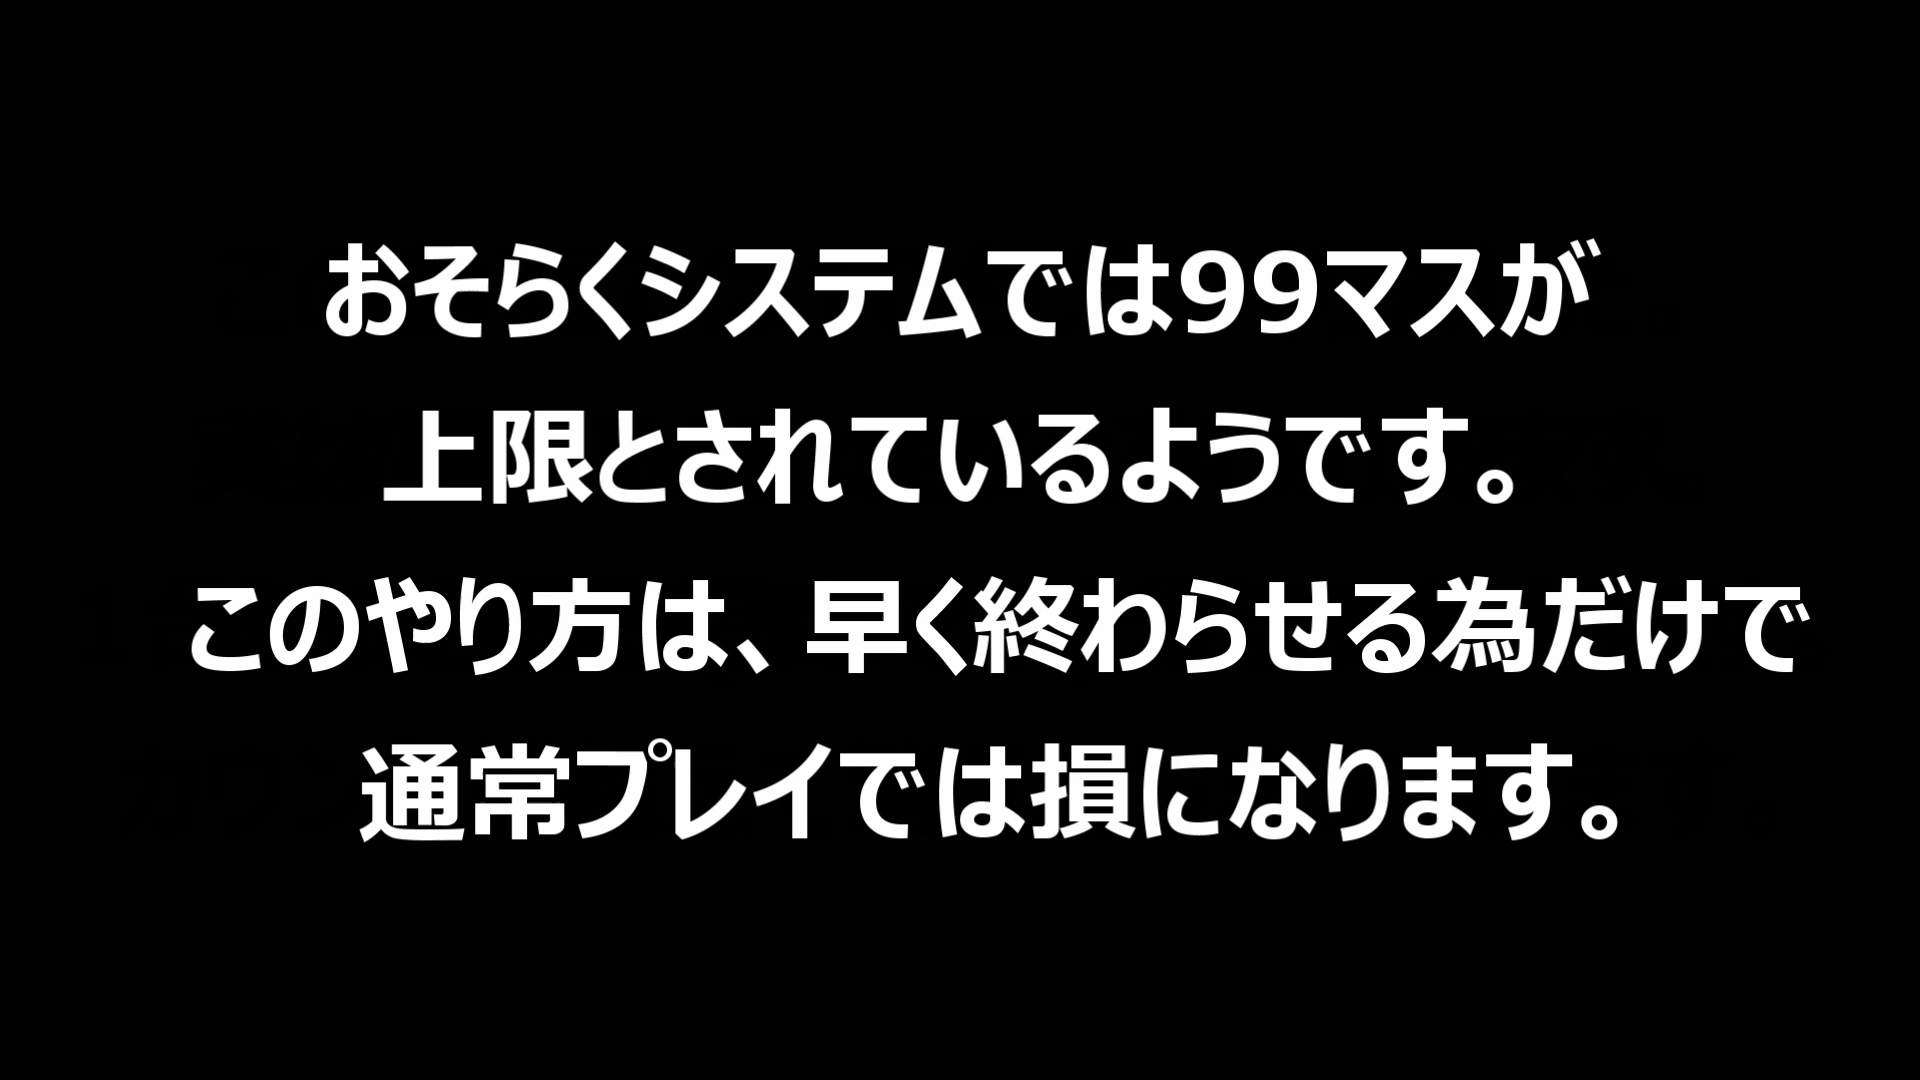 おそらくシステムでは99マスが
上限とされているようです。
このやり方は、早く終わらせる為だけで
通常プレイでは損になります。